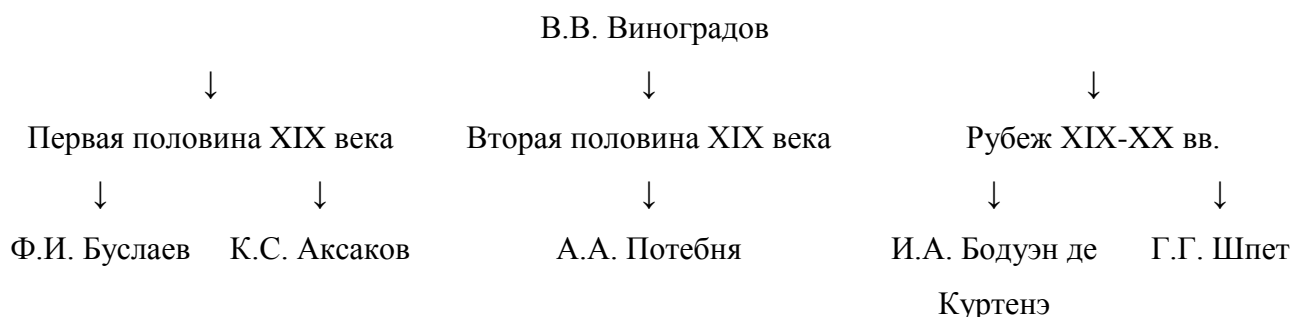 В.В. Виноградов
↓ ↓ ↓
Первая половина XIX века Вторая половина XIX века Рубеж XIX-XX вв.
↓ ↓ ↓ ↓ ↓
Ф.И. Буслаев К.С. Аксаков А.А. Потебня И.А. Бодуэн де Г.Г. Шпет
Куртенэ